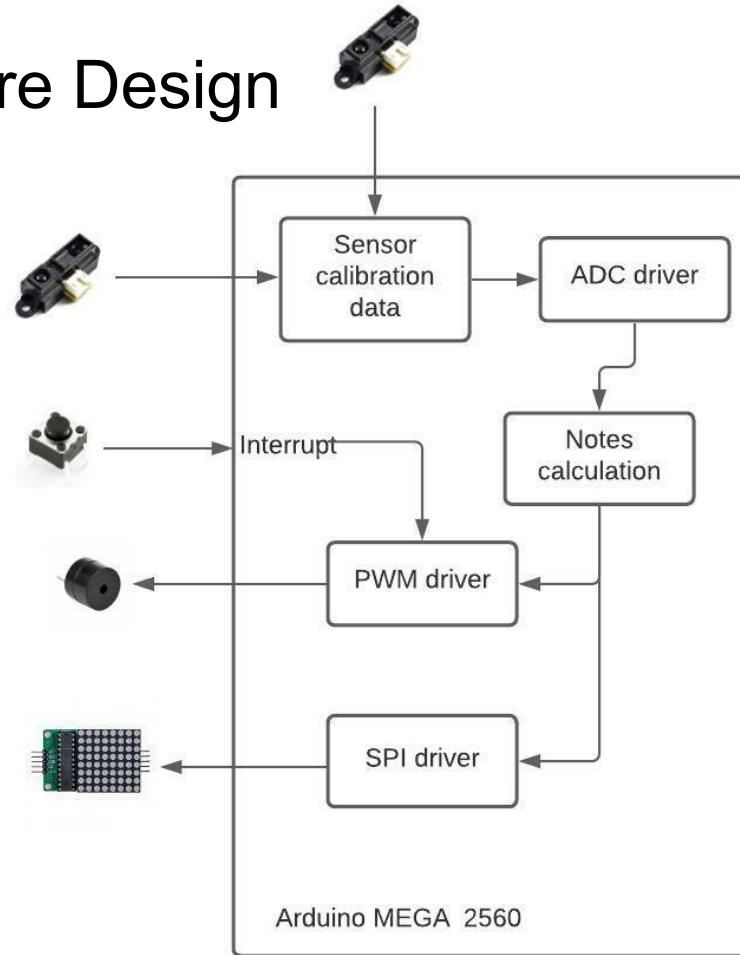 re Design
Sensor
calibration
data
ADC driver
Interrupt
Notes
calculation
PWM driver
SPI driver
Arduino MEGA 2560